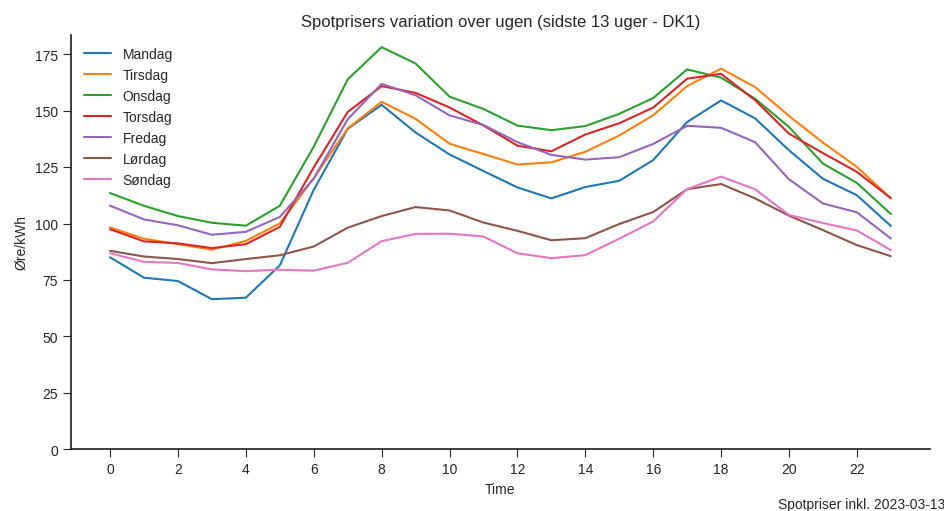 Spotprisers variation over ugen (sidste 13 uger - DK1)
Mandag
Tirsdag
Onsdag
Torsdag
Fredag
Lørdag
Søndag
Øre/kWh
175
150
125
100
75
50
25
0
0 2 4 6 8 10 12 14 16 18 20 22
Time
Spotpriser inkl. 2023-03-13